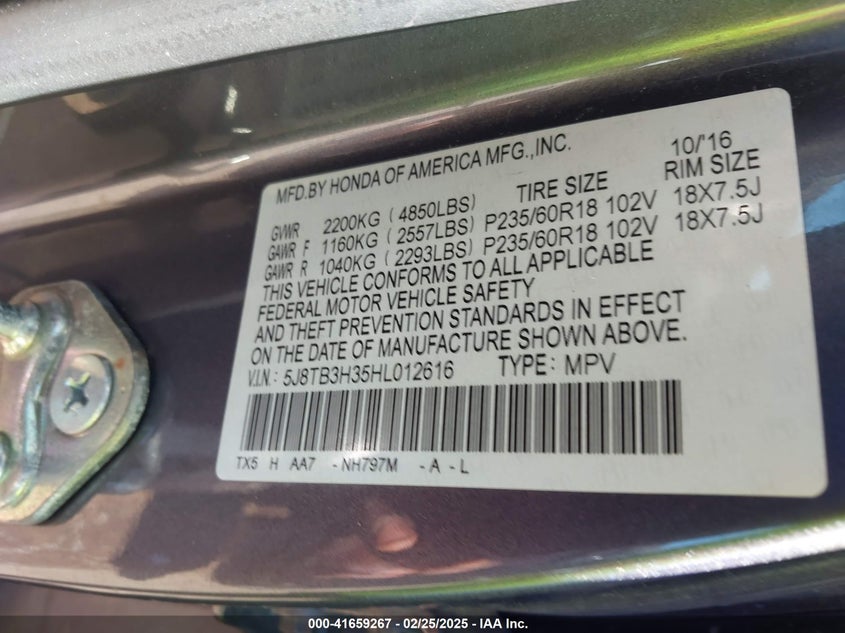 MFD.BY HONDA OF AMERICA MFG.,INC. 10/'16
GVWR 2200KG ( 4850LBS) TIRE SIZE RIM SIZE
GAWR F 1160KG ( 2557LBS) P235/60R18 102V 18X7.5J
GAWR R 1040KG ( 2293LBS) P235/60R18 102V 18X7.5J
THIS VEHICLE CONFORMS TO ALL APPLICABLE
FEDERAL MOTOR VEHICLE SAFETY
AND THEFT PREVENTION STANDARDS IN EFFECT
ON THE DATE OF MANUFACTURE SHOWN ABOVE.
V.I.N.: 5J8TB3H35HL012616 TYPE: MPV
TX5 H AA7 -NH797M -A-L
000-41659267 - 02/25/2025 - IAA Inc.